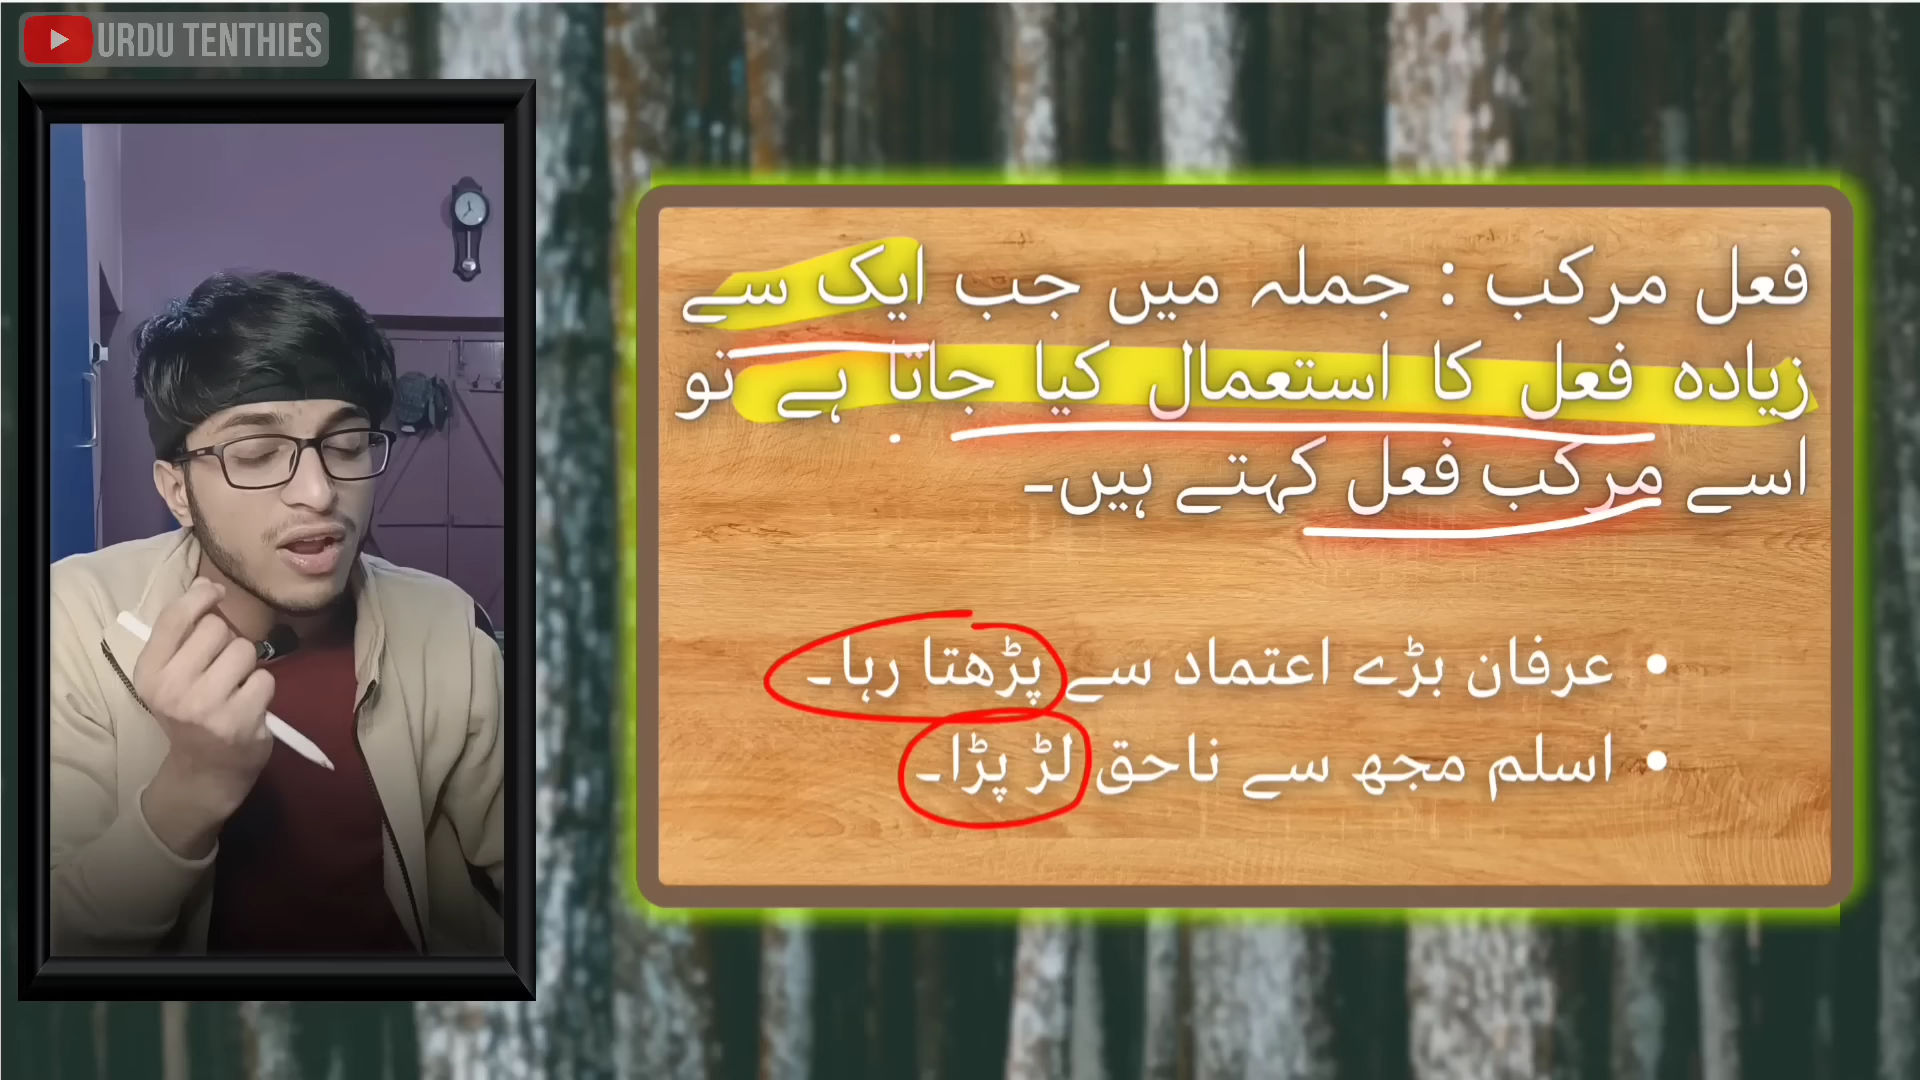 URDU TENTHIES
فعل مرکب : جملہ میں جب ایک سے
زیادہ فعل کا استعمال کیا جاتا ہے تو
اسے مرکب فعل کہتے ہیں۔
• عرفان بڑے اعتماد سے پڑھتا رہا۔
• اسلم مجھ سے ناحق لڑ پڑا۔